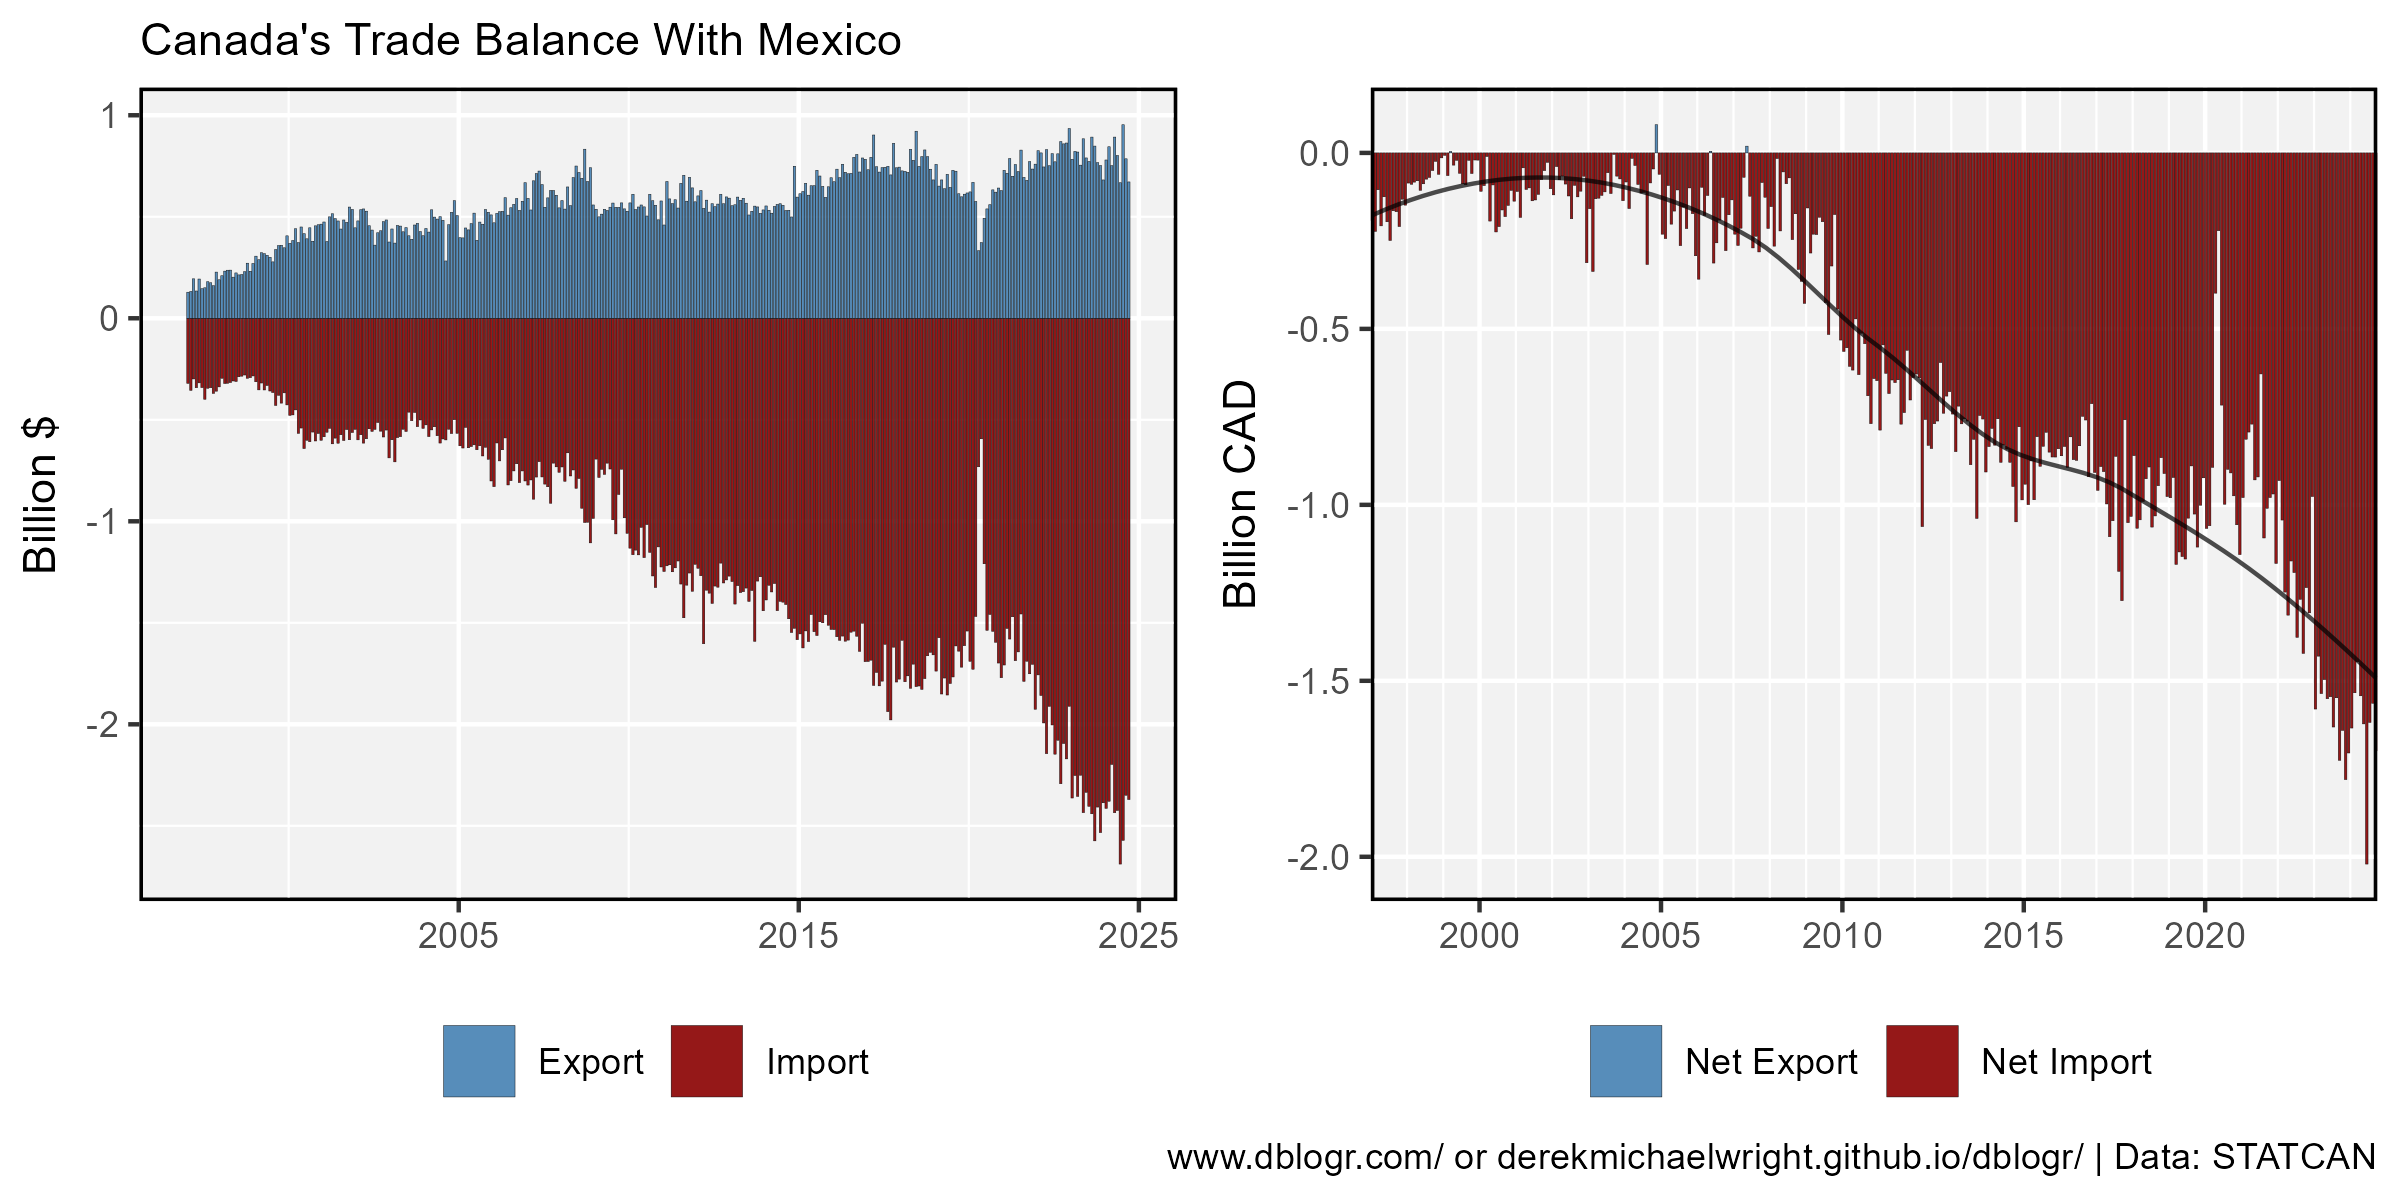 Canada's Trade Balance With Mexico
Billion $
1
0
-1
-2
2005 2015 2025
Export Import
Billion CAD
0.0
-0.5
-1.0
-1.5
-2.0
2000 2005 2010 2015 2020
Net Export Net Import
www.dblogr.com/ or derekmichaelwright.github.io/dblogr/ | Data: STATCAN